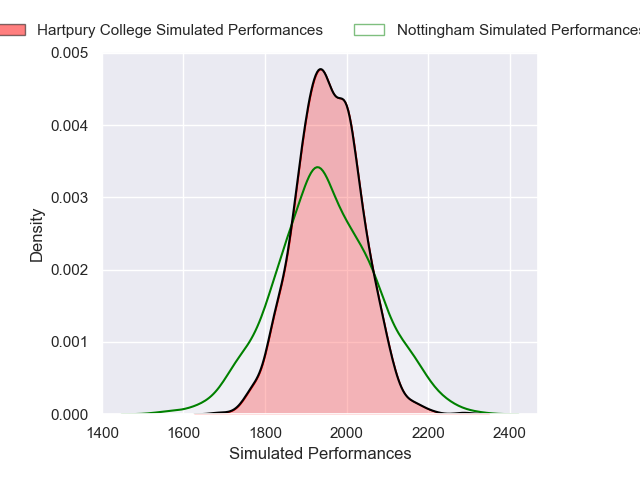 Hartpury College Simulated Performances
Nottingham Simulated Performances
0.005
0.004
0.003
0.002
0.001
0.000
Density
1400 1600 1800 2000 2200 2400
Simulated Performances